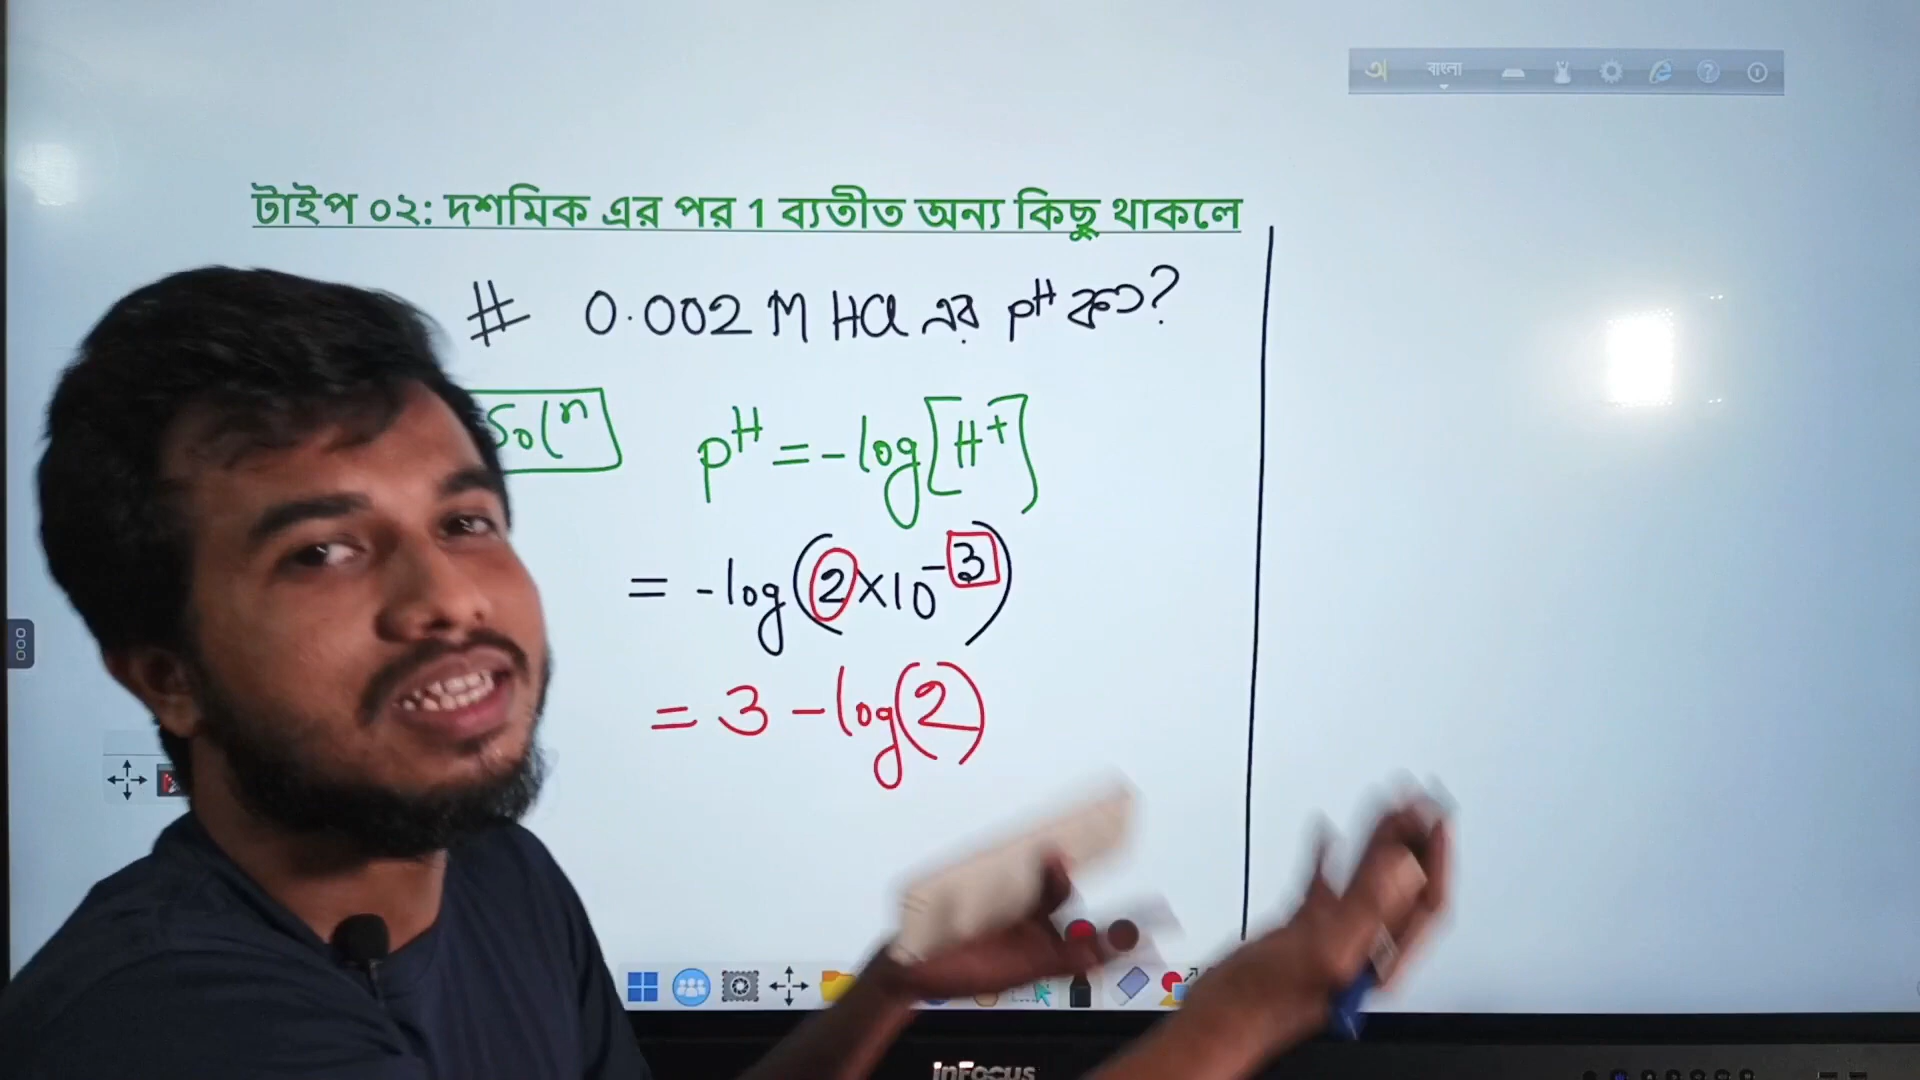 বাংলা
টাইপ ০২: দশমিক এর পর 1 ব্যতীত অন্য কিছু থাকলে
# 0.002 M HCl এর pH কত?
Solⁿ
pH = -log[H⁺]
= -log(2×10⁻³)
= 3 - log(2)
InFocus